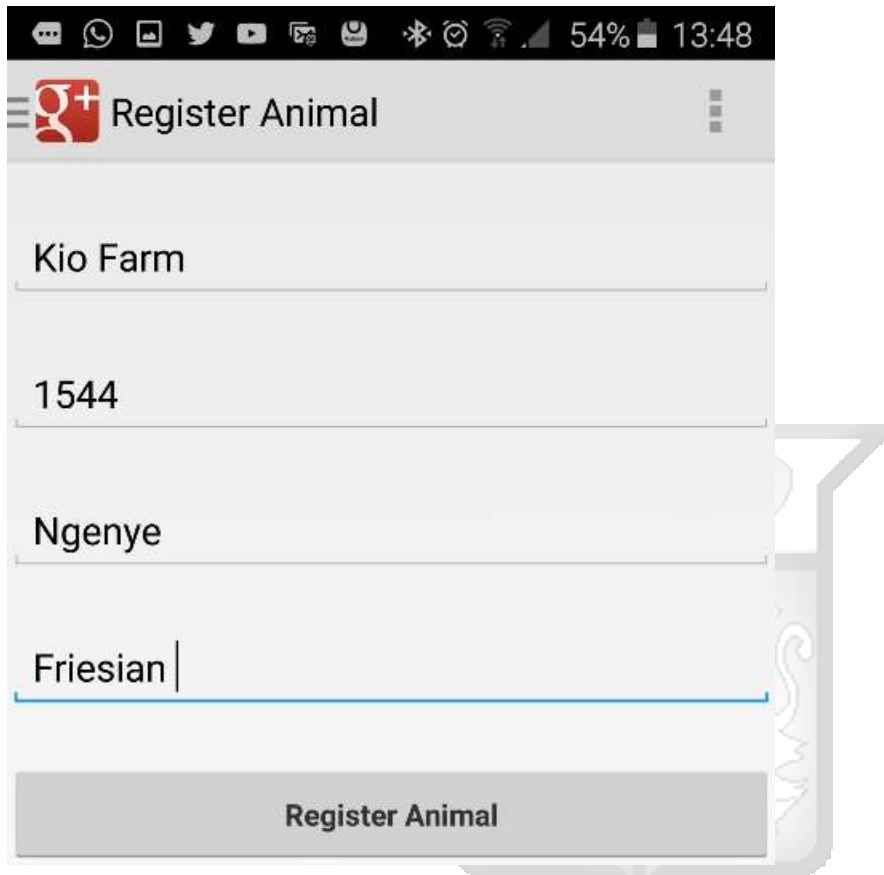 54% 13:48
g+ Register Animal
Kio Farm
1544
Ngenye
Friesian
Register Animal